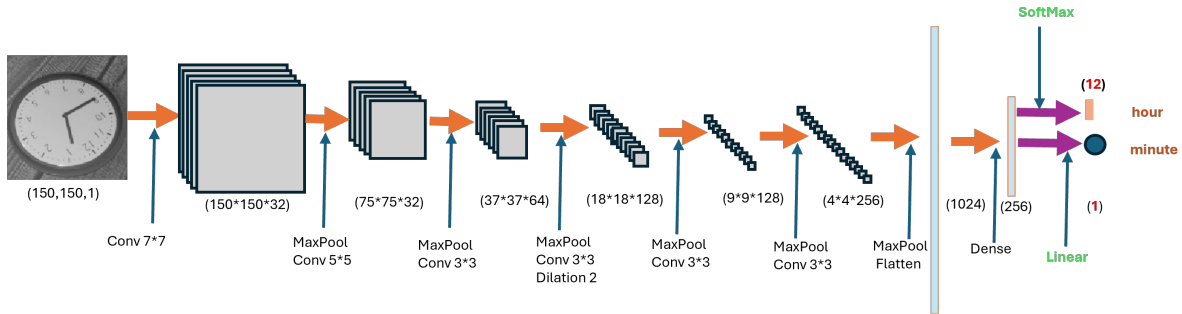 SoftMax
(12)
hour
minute
(150,150,1)
(150*150*32)
(75*75*32)
(37*37*64)
(18*18*128)
(9*9*128)
(4*4*256)
(1024)
(256)
(1)
Conv 7*7
MaxPool
Conv 5*5
MaxPool
Conv 3*3
MaxPool
Conv 3*3
Dilation 2
MaxPool
Conv 3*3
MaxPool
Conv 3*3
MaxPool
Flatten
Dense
Linear